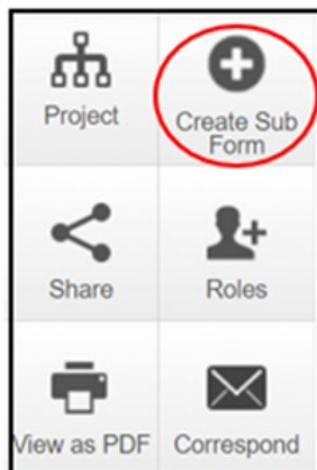 Project
Create Sub
Form
Share
Roles
View as PDF
Correspond